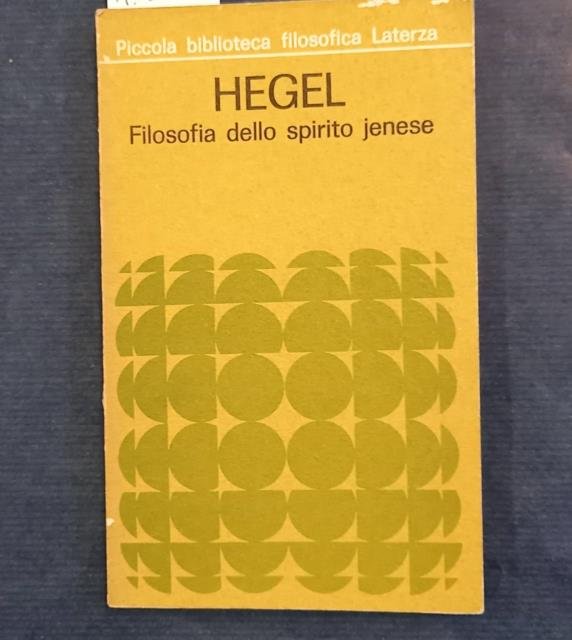 Piccola biblioteca filosofica Laterza
HEGEL
Filosofia dello spirito jenese